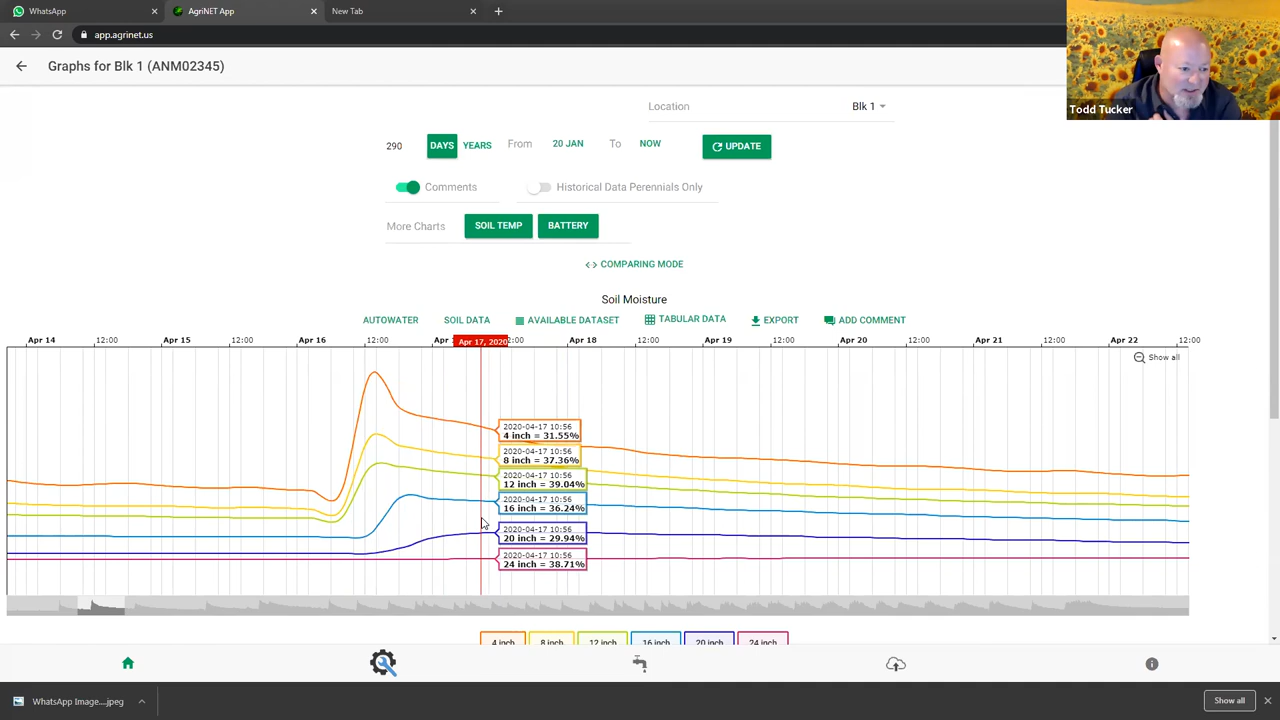 WhatsApp
AgriNET App
New Tab
app.agrinet.us
Graphs for Blk 1 (ANM02345)
Todd Tucker
Location Blk 1
290 DAYS YEARS From 20 JAN To NOW UPDATE
Comments Historical Data Perennials Only
More Charts SOIL TEMP BATTERY
COMPARING MODE
Soil Moisture
AUTOWATER SOIL DATA AVAILABLE DATASET TABULAR DATA EXPORT ADD COMMENT
Apr 14 12:00 Apr 15 12:00 Apr 16 12:00 Apr 17, 2020 Apr 18 12:00 Apr 19 12:00 Apr 20 12:00 Apr 21 12:00 Apr 22 12:00
Show all
2020-04-17 10:56
4 inch = 31.55%
2020-04-17 10:56
8 inch = 37.36%
2020-04-17 10:56
12 inch = 39.04%
2020-04-17 10:56
16 inch = 36.24%
2020-04-17 10:56
20 inch = 29.94%
2020-04-17 10:56
24 inch = 38.71%
4 inch 8 inch 12 inch 16 inch 20 inch 24 inch
WhatsApp Image....jpeg
Show all